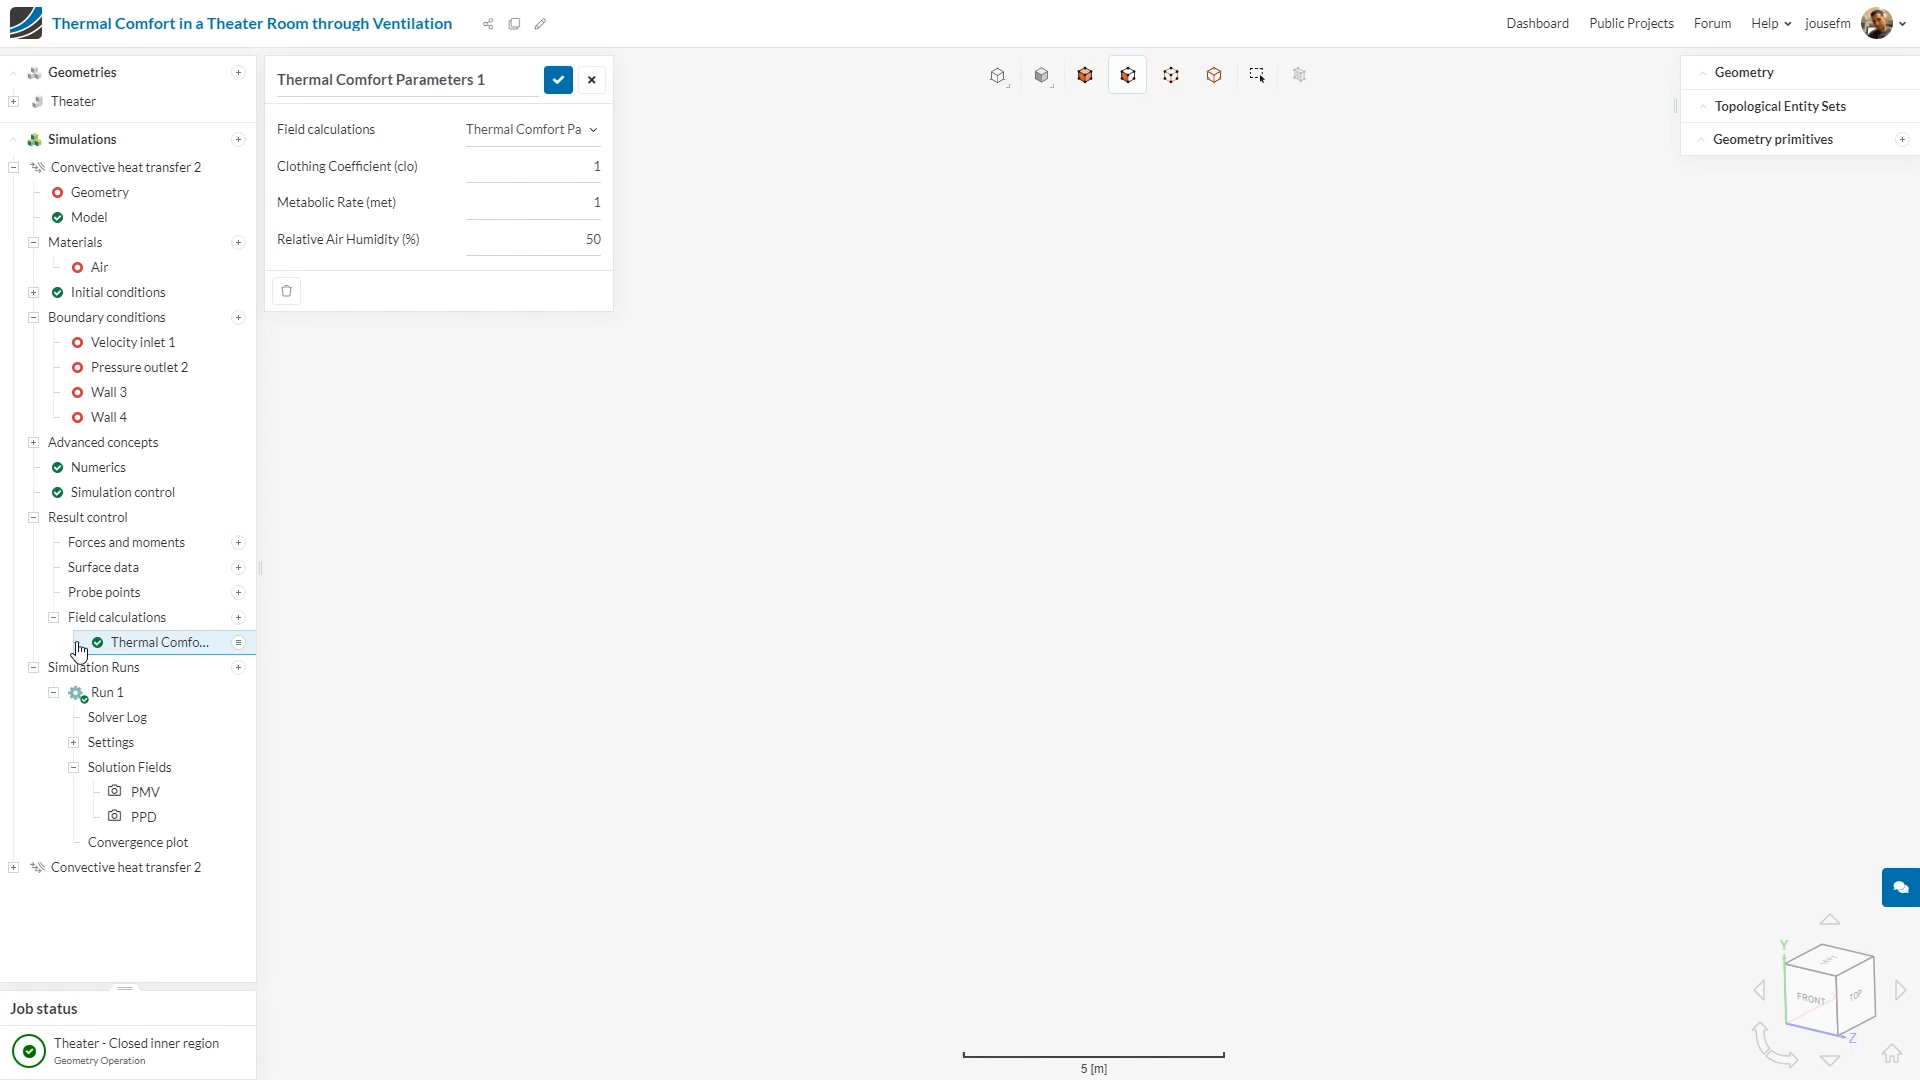 Thermal Comfort in a Theater Room through Ventilation
Dashboard
Public Projects
Forum
Help
jousefm
Geometries
Theater
Simulations
Convective heat transfer 2
Geometry
Model
Materials
Air
Initial conditions
Boundary conditions
Velocity inlet 1
Pressure outlet 2
Wall 3
Wall 4
Advanced concepts
Numerics
Simulation control
Result control
Forces and moments
Surface data
Probe points
Field calculations
Thermal Comfo...
Simulation Runs
Run 1
Solver Log
Settings
Solution Fields
PMV
PPD
Convergence plot
Convective heat transfer 2
Job status
Theater - Closed inner region
Geometry Operation
Thermal Comfort Parameters 1
Field calculations Thermal Comfort Pa
Clothing Coefficient (clo) 1
Metabolic Rate (met) 1
Relative Air Humidity (%) 50
Geometry
Topological Entity Sets
Geometry primitives
5 [m]
Y
FRONT
TOP
Z